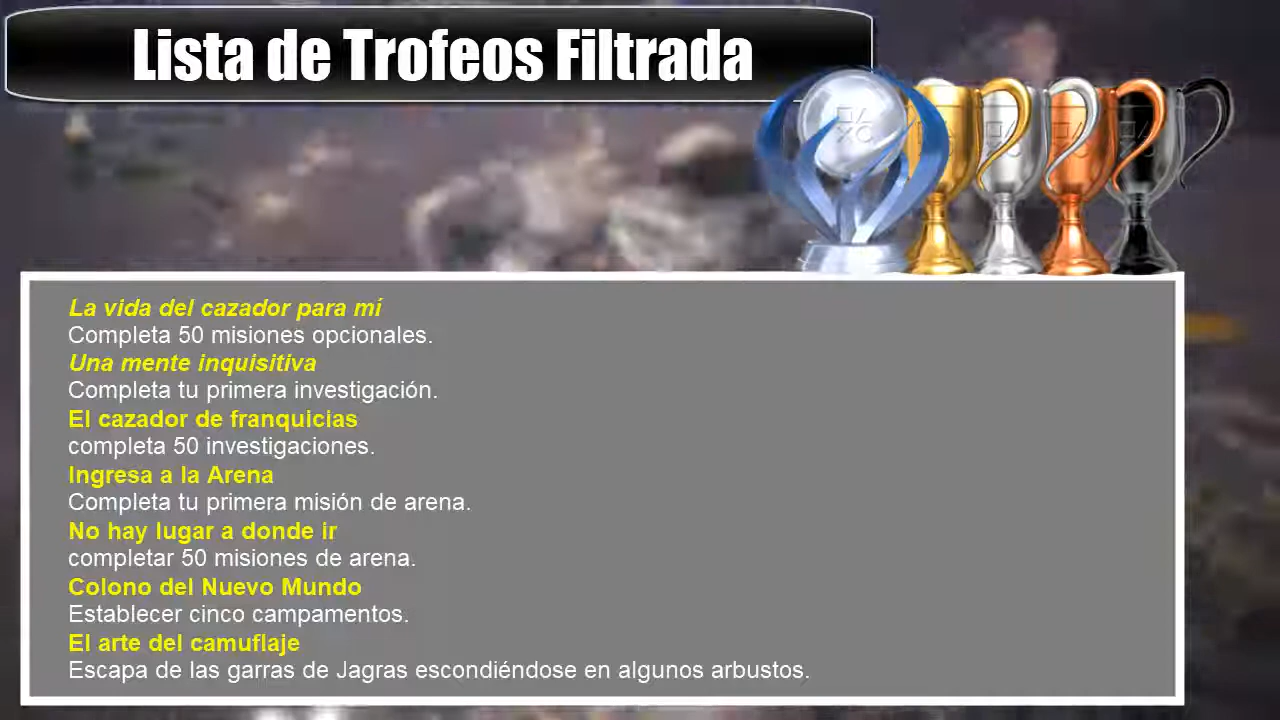 Lista de Trofeos Filtrada
La vida del cazador para mí
Completa 50 misiones opcionales.
Una mente inquisitiva
Completa tu primera investigación.
El cazador de franquicias
completa 50 investigaciones.
Ingresa a la Arena
Completa tu primera misión de arena.
No hay lugar a donde ir
completar 50 misiones de arena.
Colono del Nuevo Mundo
Establecer cinco campamentos.
El arte del camuflaje
Escapa de las garras de Jagras escondiéndose en algunos arbustos.